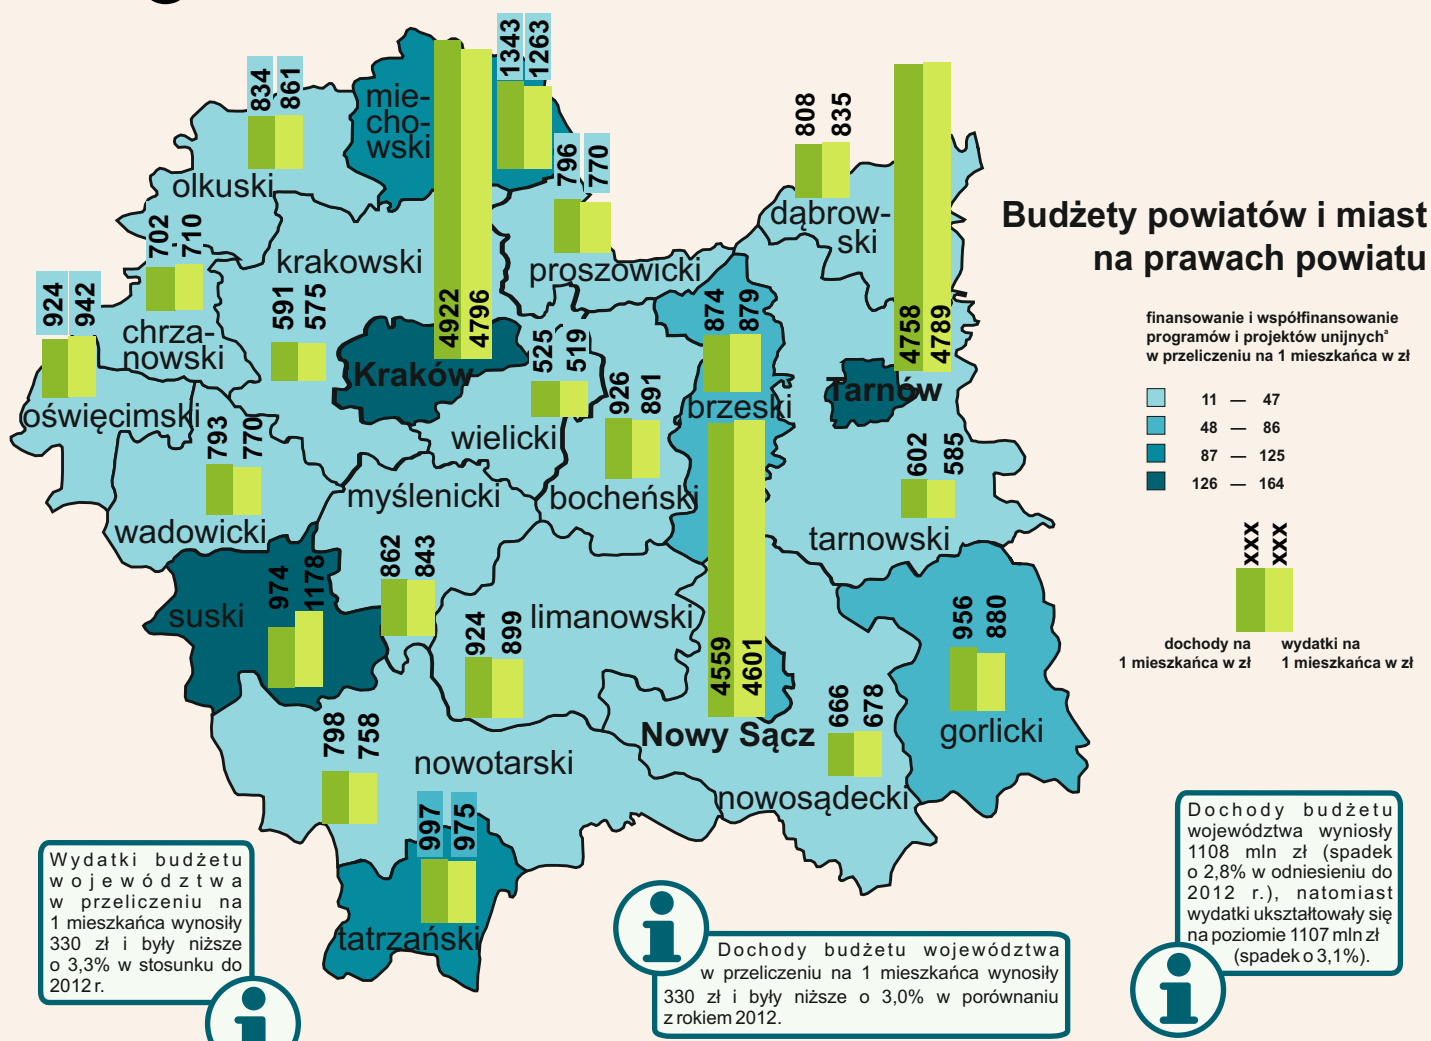 Budżety powiatów i miast
na prawach powiatu
finansowanie i współfinansowanie
programów i projektów unijnychª
w przeliczeniu na 1 mieszkańca w zł
11 — 47
48 — 86
87 — 125
126 — 164
xxx xxx
dochody na
1 mieszkańca w zł
wydatki na
1 mieszkańca w zł
1343 1263
mie-
cho-
wski
834 861
olkuski
796 770
proszowicki
808 835
dąbrow-
ski
702 710
chrza-
nowski
krakowski
591 575
4922 4796
Kraków
924 942
oświęcimski
525 519
wielicki
874 879
brzeski
4758 4789
Tarnów
926 891
bocheński
793 770
wadowicki
myślenicki
862 843
602 585
tarnowski
974 1178
suski
924 899
limanowski
4559 4601
Nowy Sącz
956 880
gorlicki
666 678
nowosądecki
798 758
nowotarski
997 975
tatrzański
Wydatki budżetu
województwa
w przeliczeniu na
1 mieszkańca wynosiły
330 zł i były niższe
o 3,3% w stosunku do
2012 r.
Dochody budżetu województwa
w przeliczeniu na 1 mieszkańca wynosiły
330 zł i były niższe o 3,0% w porównaniu
z rokiem 2012.
Dochody budżetu
województwa wyniosły
1108 mln zł (spadek
o 2,8% w odniesieniu do
2012 r.), natomiast
wydatki ukształtowały się
na poziomie 1107 mln zł
(spadek o 3,1%).